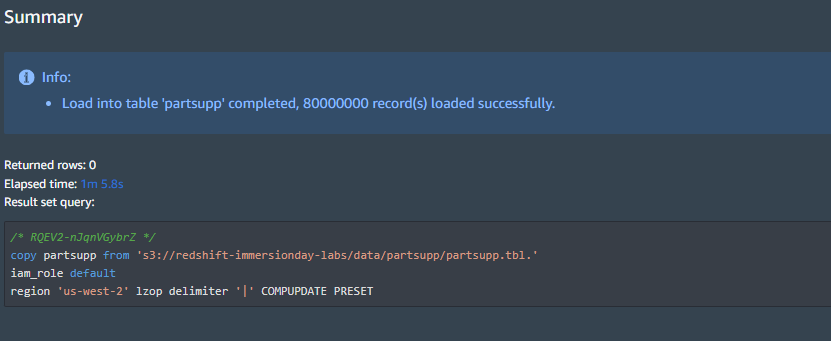 Summary
Info:
Load into table 'partsupp' completed, 80000000 record(s) loaded successfully.
Returned rows: 0
Elapsed time: 1m 5.8s
Result set query:
/* RQEV2-nJqnVGybrZ */
copy partsupp from 's3://redshift-immersionday-labs/data/partsupp/partsupp.tbl.'
iam_role default
region 'us-west-2' lzop delimiter '|' COMPUPDATE PRESET